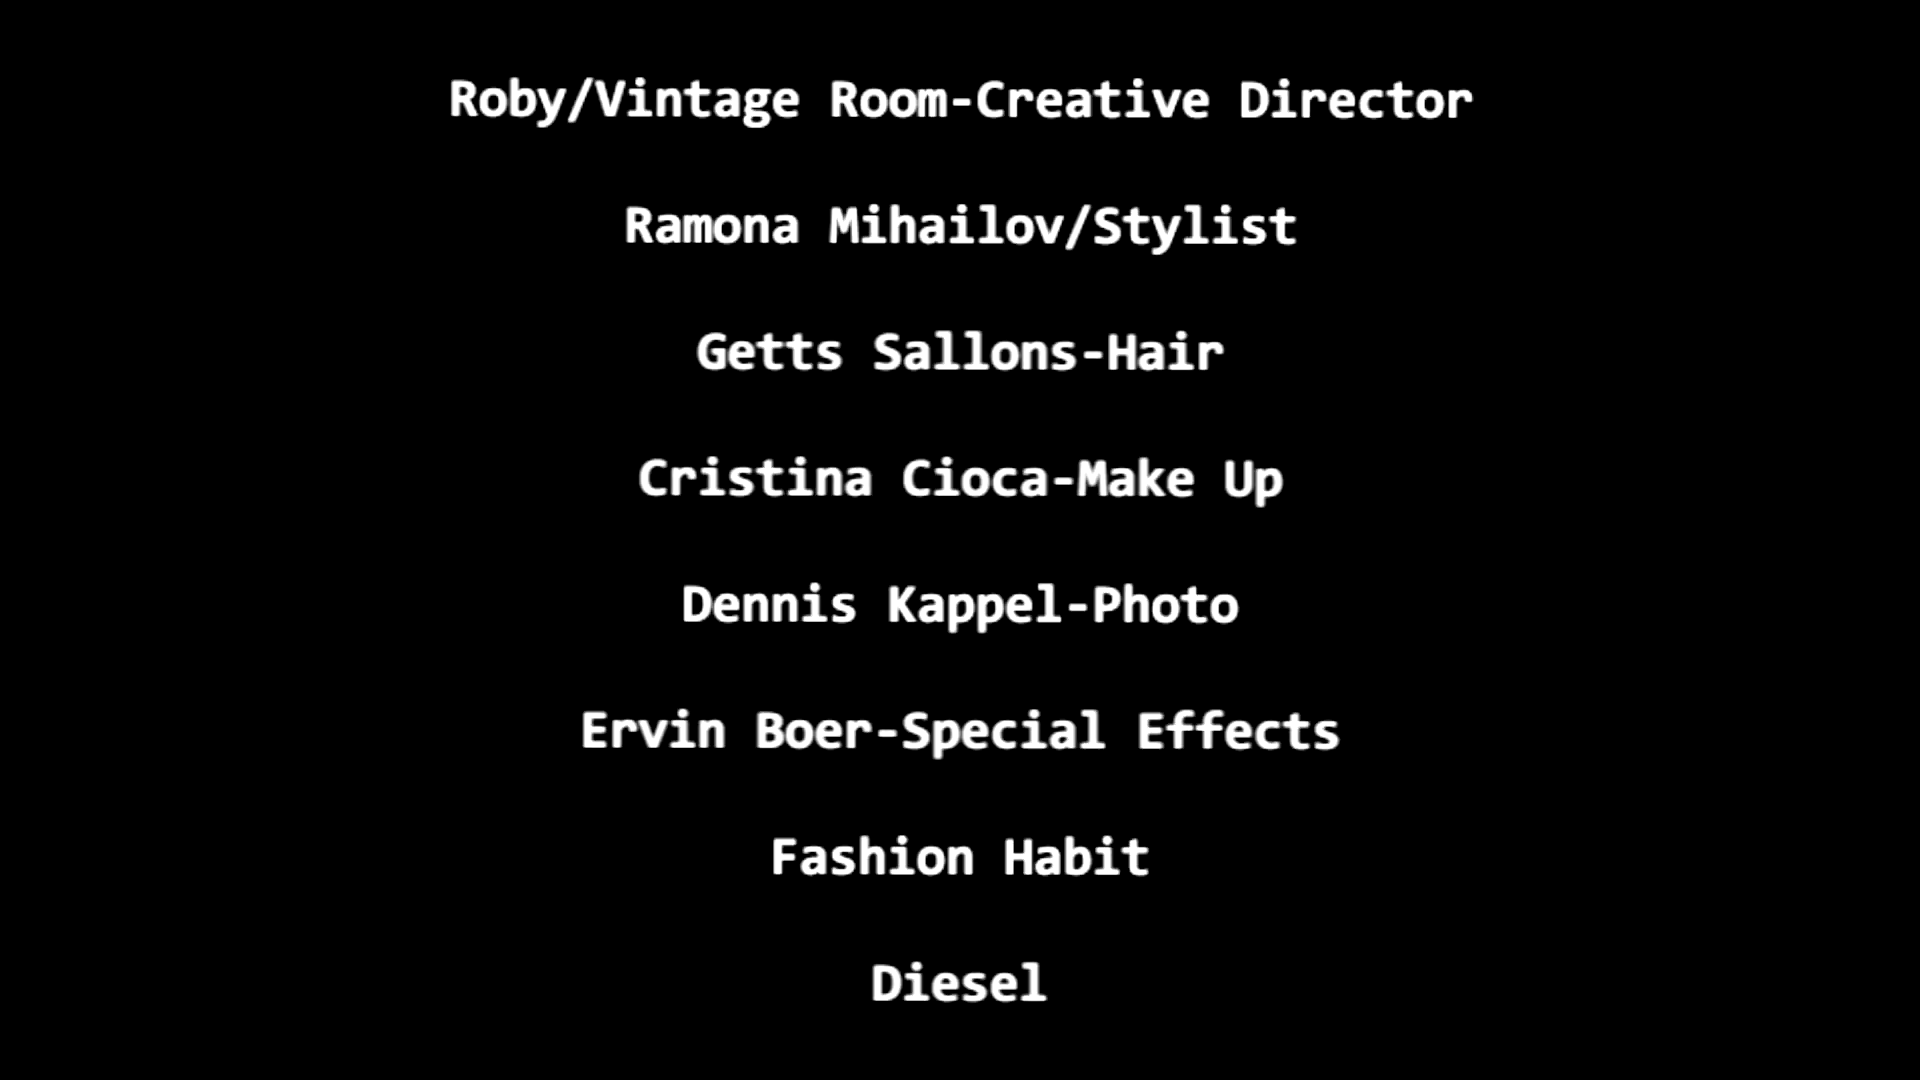 Roby/Vintage Room-Creative Director
Ramona Mihailov/Stylist
Getts Sallons-Hair
Cristina Cioca-Make Up
Dennis Kappel-Photo
Ervin Boer-Special Effects
Fashion Habit
Diesel